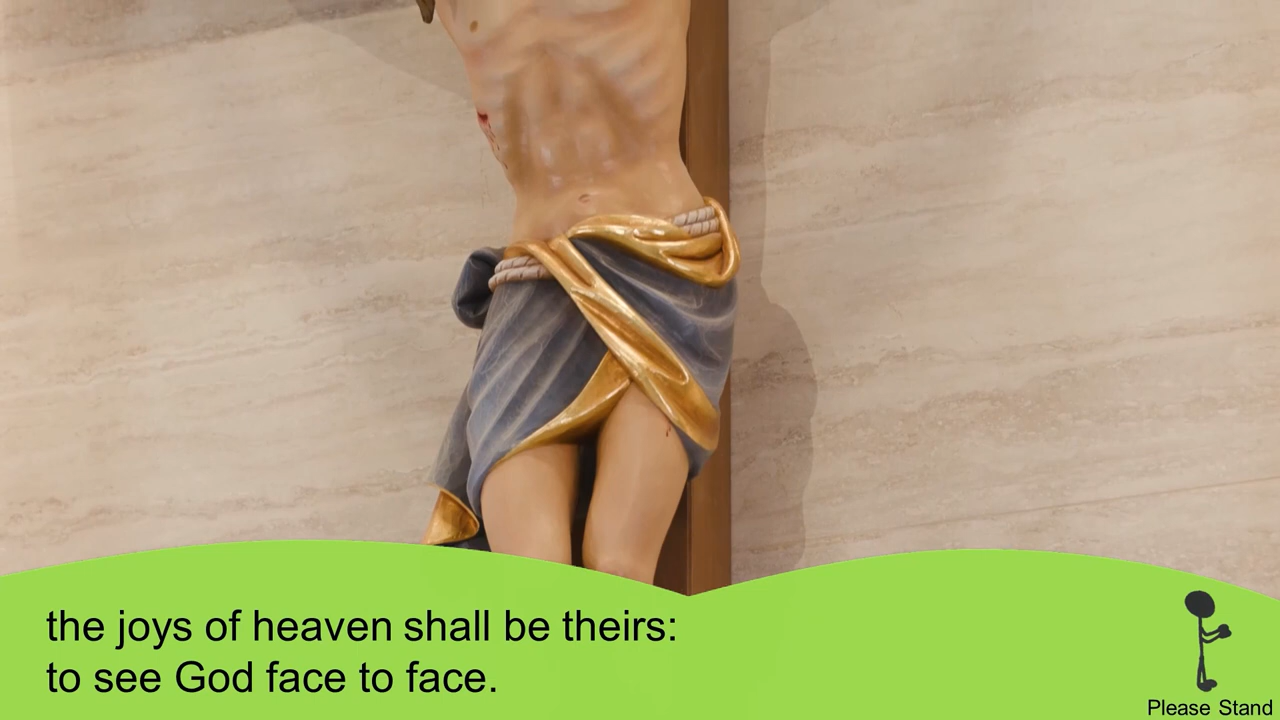 the joys of heaven shall be theirs:
to see God face to face.
Please Stand